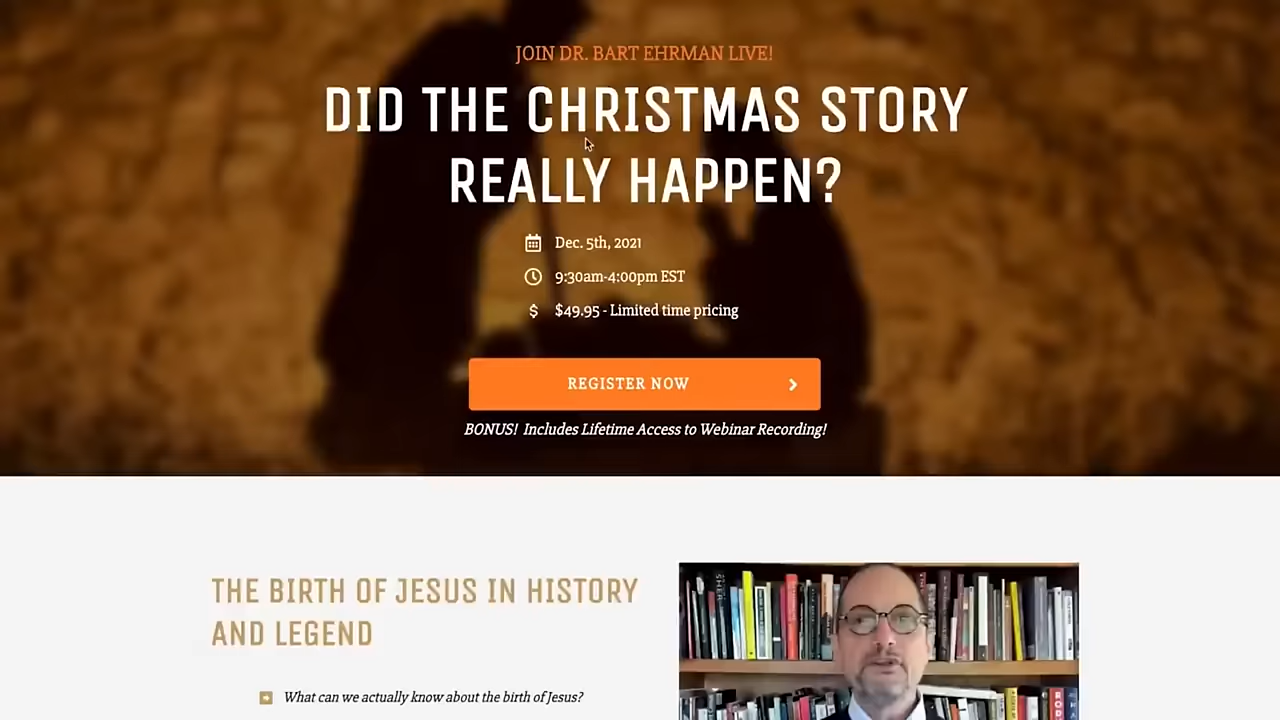 JOIN DR. BART EHRMAN LIVE!
DID THE CHRISTMAS STORY
REALLY HAPPEN?
Dec. 5th, 2021
9:30am-4:00pm EST
$ $49.95 - Limited time pricing
REGISTER NOW
BONUS! Includes Lifetime Access to Webinar Recording!
THE BIRTH OF JESUS IN HISTORY
AND LEGEND
What can we actually know about the birth of Jesus?